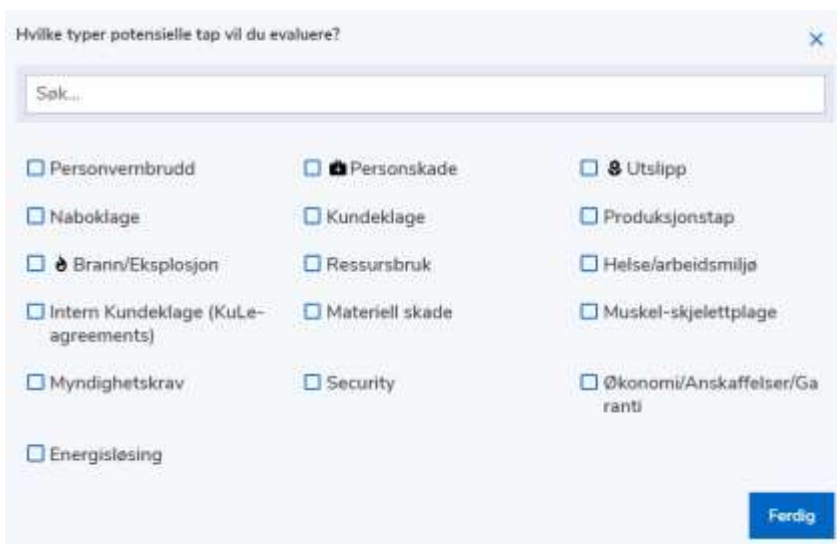 Hvilke typer potensielle tap vil du evaluere?
Søk...
Personvernbrudd
Personskade
Utslipp
Naboklage
Kundeklage
Produksjonstap
Brann/Eksplosjon
Ressursbruk
Helse/arbeidsmiljø
Intern Kundeklage (KuLe-
agreements)
Materiell skade
Muskel-skjelettplage
Myndighetskrav
Security
Økonomi/Anskaffelser/Ga
ranti
Energisløsing
Ferdig